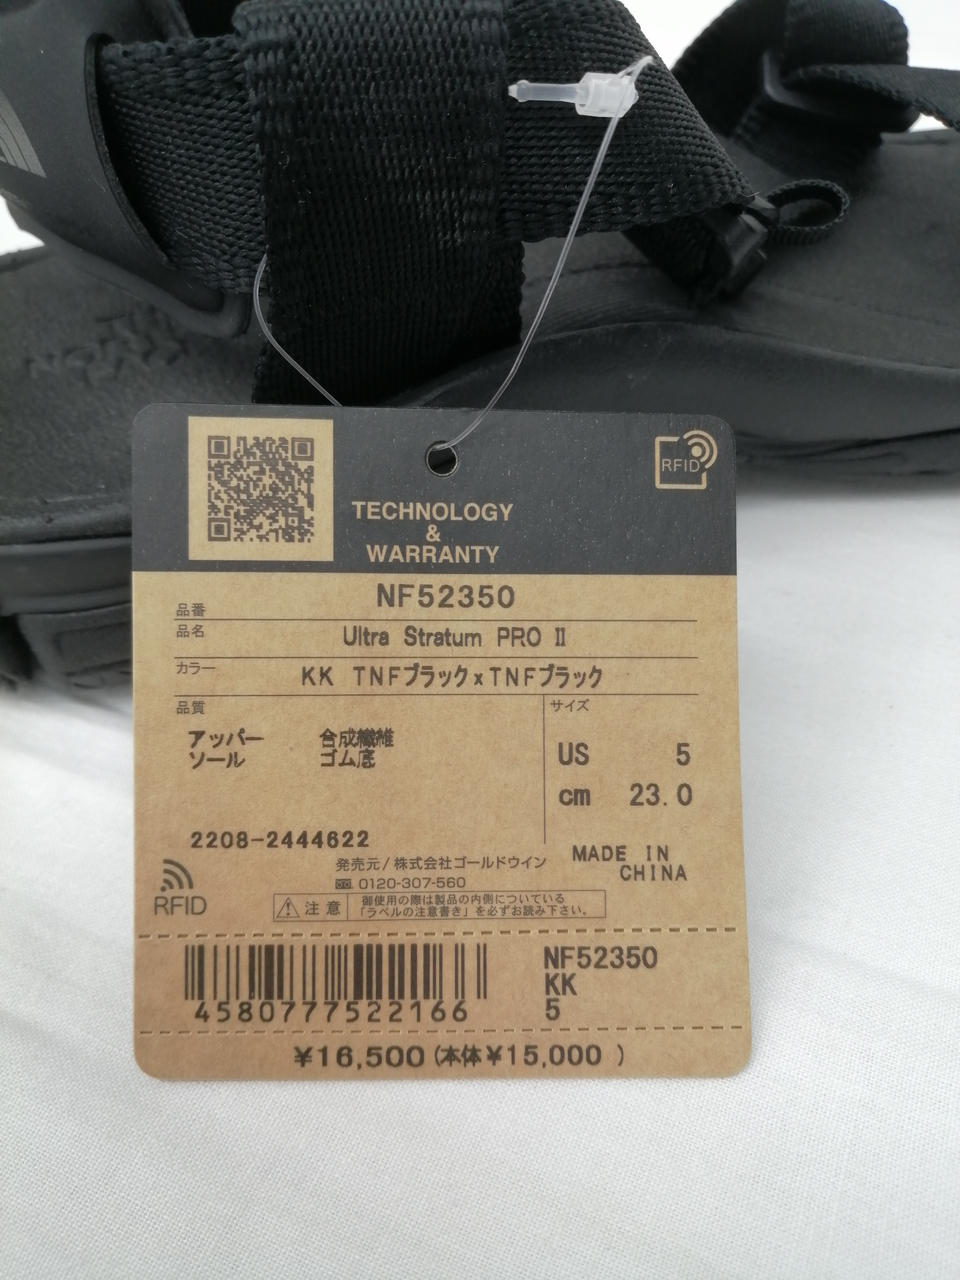 RFID
TECHNOLOGY
&
WARRANTY
品番 NF52350
品名 Ultra Stratum PRO Ⅱ
カラー KK TNFブラック×TNFブラック
品質
アッパー 合成繊維
ソール ゴム底
サイズ
US 5
cm 23.0
2208-2444622
MADE IN
CHINA
発売元/株式会社ゴールドウイン
0120-307-560
RFID
注意 御使用の際は製品の内側についている
「ラベルの注意書き」を必ずお読み下さい。
4580777522166
NF52350
KK
5
¥16,500(本体¥15,000 )